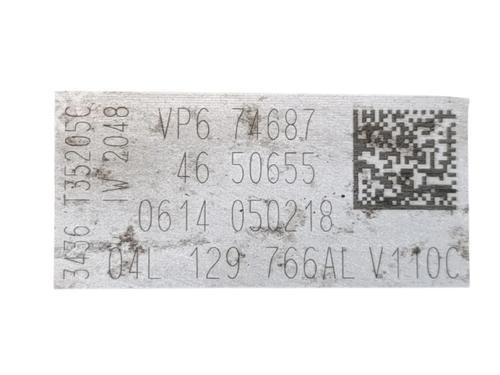 VP6 74687
46 50655
0614 050218
04L 129 766AL V110C
3436 T35205C
IW 2048